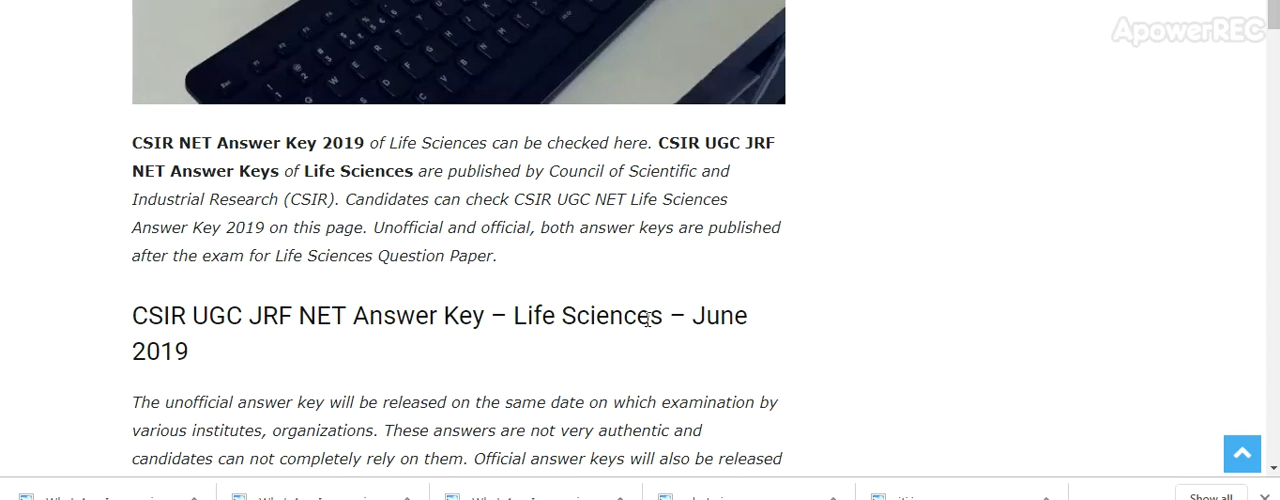 ApowerREC
CSIR NET Answer Key 2019 of Life Sciences can be checked here. CSIR UGC JRF
NET Answer Keys of Life Sciences are published by Council of Scientific and
Industrial Research (CSIR). Candidates can check CSIR UGC NET Life Sciences
Answer Key 2019 on this page. Unofficial and official, both answer keys are published
after the exam for Life Sciences Question Paper.
CSIR UGC JRF NET Answer Key – Life Sciences – June
2019
The unofficial answer key will be released on the same date on which examination by
various institutes, organizations. These answers are not very authentic and
candidates can not completely rely on them. Official answer keys will also be released
Show all